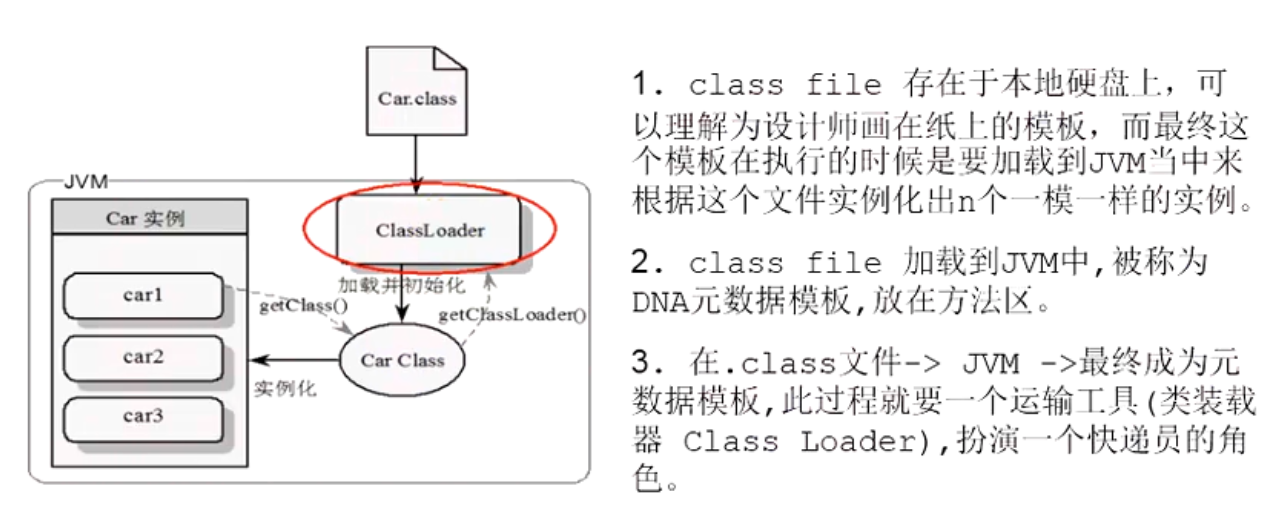 Car.class
JVM
Car 实例
ClassLoader
加载并初始化
car1
getClass()
getClassLoader()
car2
Car Class
实例化
car3
1. class file 存在于本地硬盘上，可
以理解为设计师画在纸上的模板，而最终这
个模板在执行的时候是要加载到JVM当中来
根据这个文件实例化出n个一模一样的实例。
2. class file 加载到JVM中,被称为
DNA元数据模板,放在方法区。
3. 在.class文件-> JVM ->最终成为元
数据模板,此过程就要一个运输工具(类装载
器 Class Loader),扮演一个快递员的角
色。